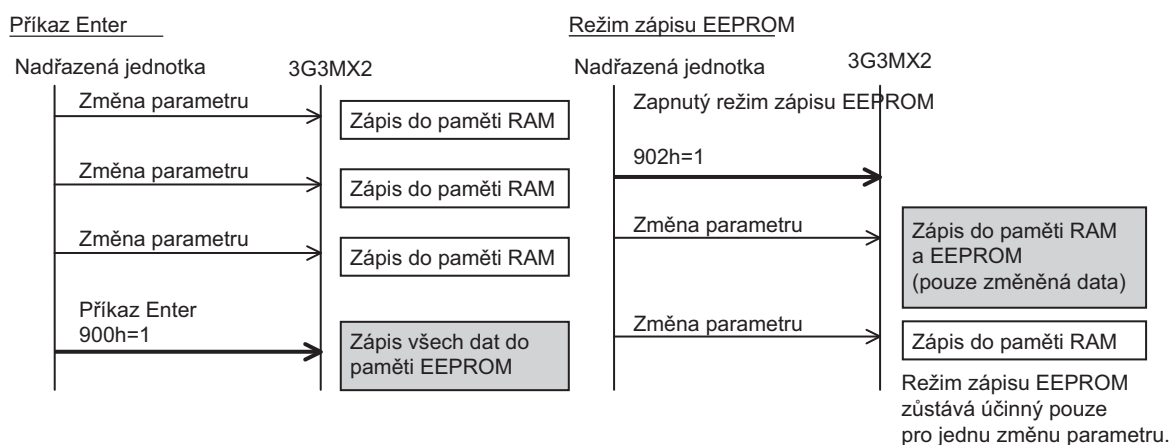 Příkaz Enter
Nadřazená jednotka
3G3MX2
Změna parametru
Zápis do paměti RAM
Změna parametru
Zápis do paměti RAM
Změna parametru
Zápis do paměti RAM
Příkaz Enter
900h=1
Zápis všech dat do
paměti EEPROM
Režim zápisu EEPROM
Nadřazená jednotka
3G3MX2
Zapnutý režim zápisu EEPROM
902h=1
Změna parametru
Zápis do paměti RAM
a EEPROM
(pouze změněná data)
Změna parametru
Zápis do paměti RAM
Režim zápisu EEPROM
zůstává účinný pouze
pro jednu změnu parametru.